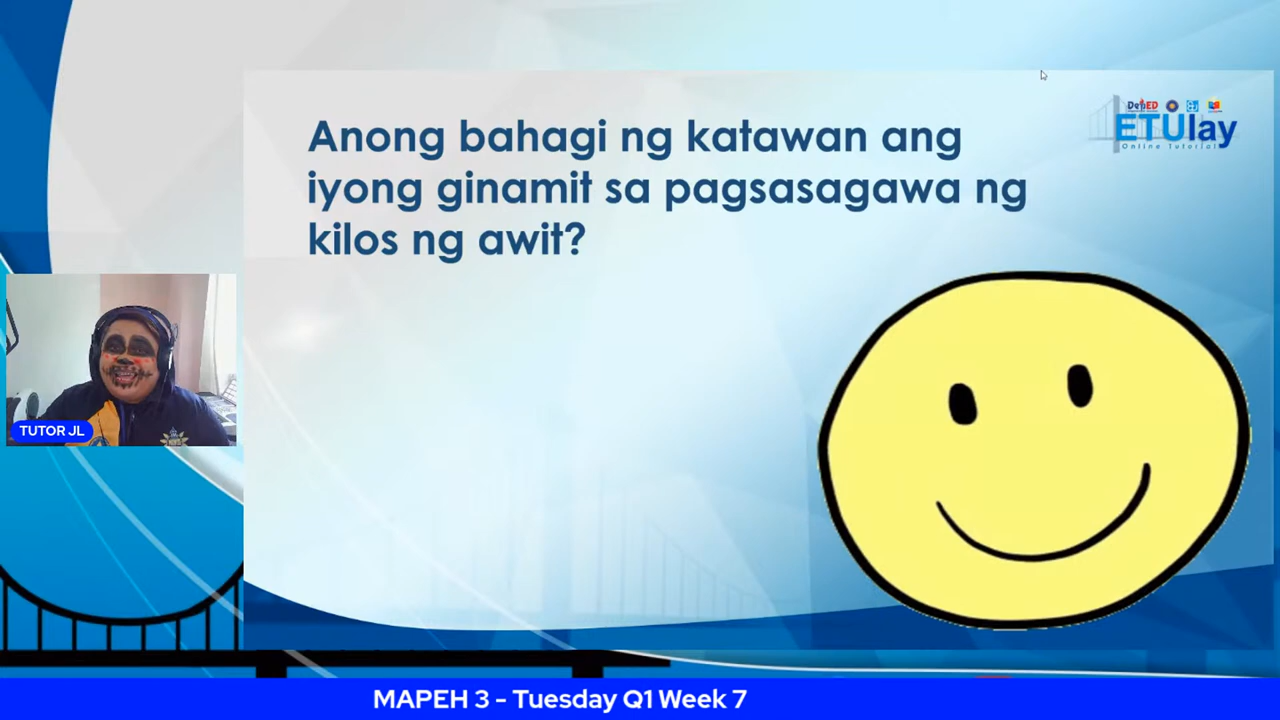 Anong bahagi ng katawan ang
iyong ginamit sa pagsasagawa ng
kilos ng awit?
DepED
ETUlay
Online Tutorial
TUTOR JL
MAPEH 3 - Tuesday Q1 Week 7